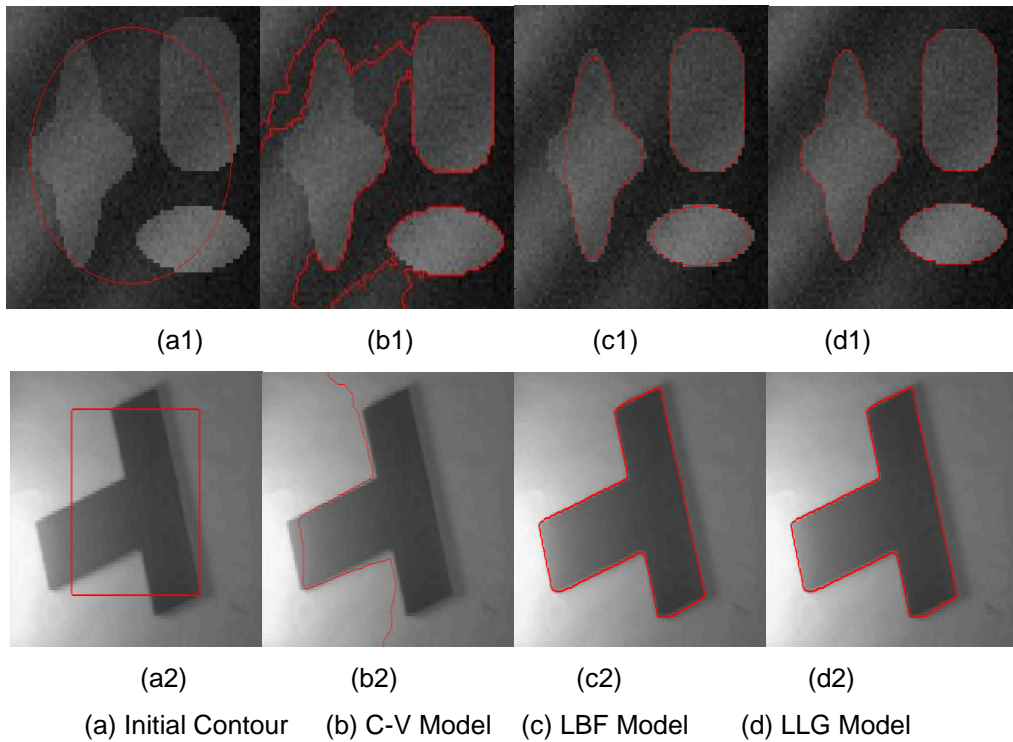 (a1) (b1) (c1) (d1)
(a2) (b2) (c2) (d2)
(a) Initial Contour (b) C-V Model (c) LBF Model (d) LLG Model